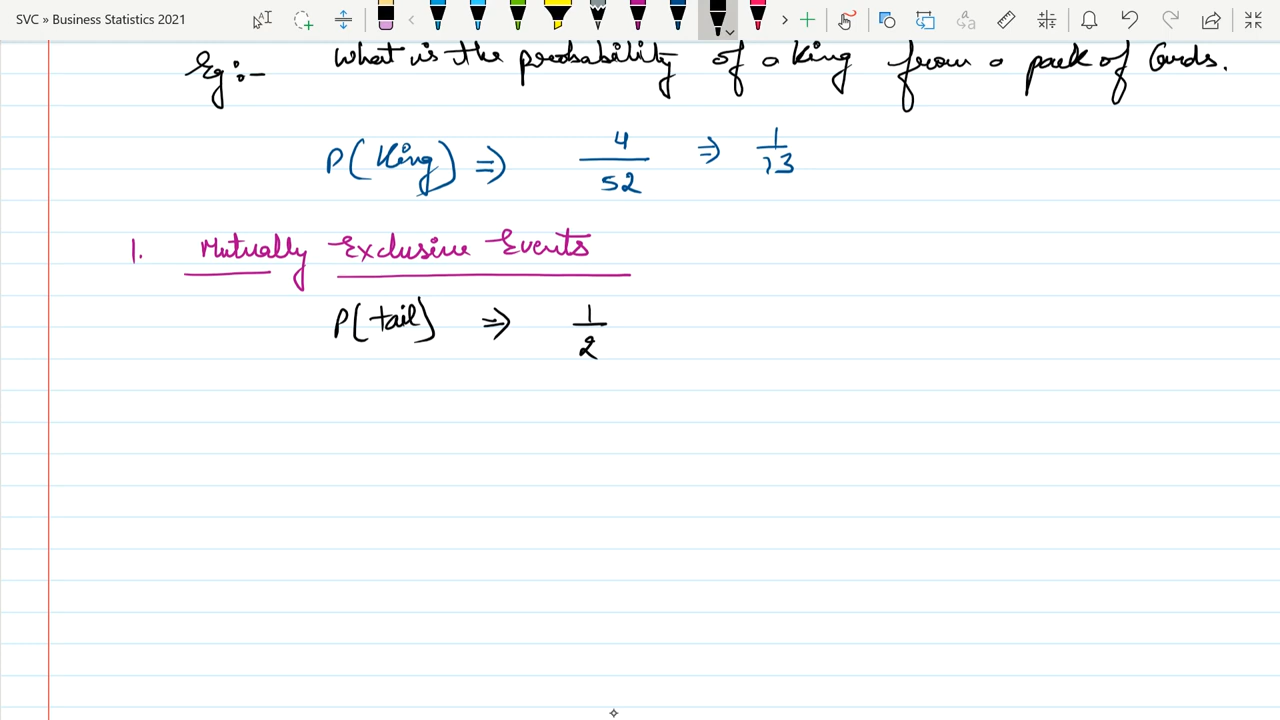 SVC » Business Statistics 2021
Eg:- What is the probability of a King from a pack of Cards.
P(King) ⇒ 4/52 ⇒ 1/13
1. Mutually Exclusive Events
P(tail) ⇒ 1/2